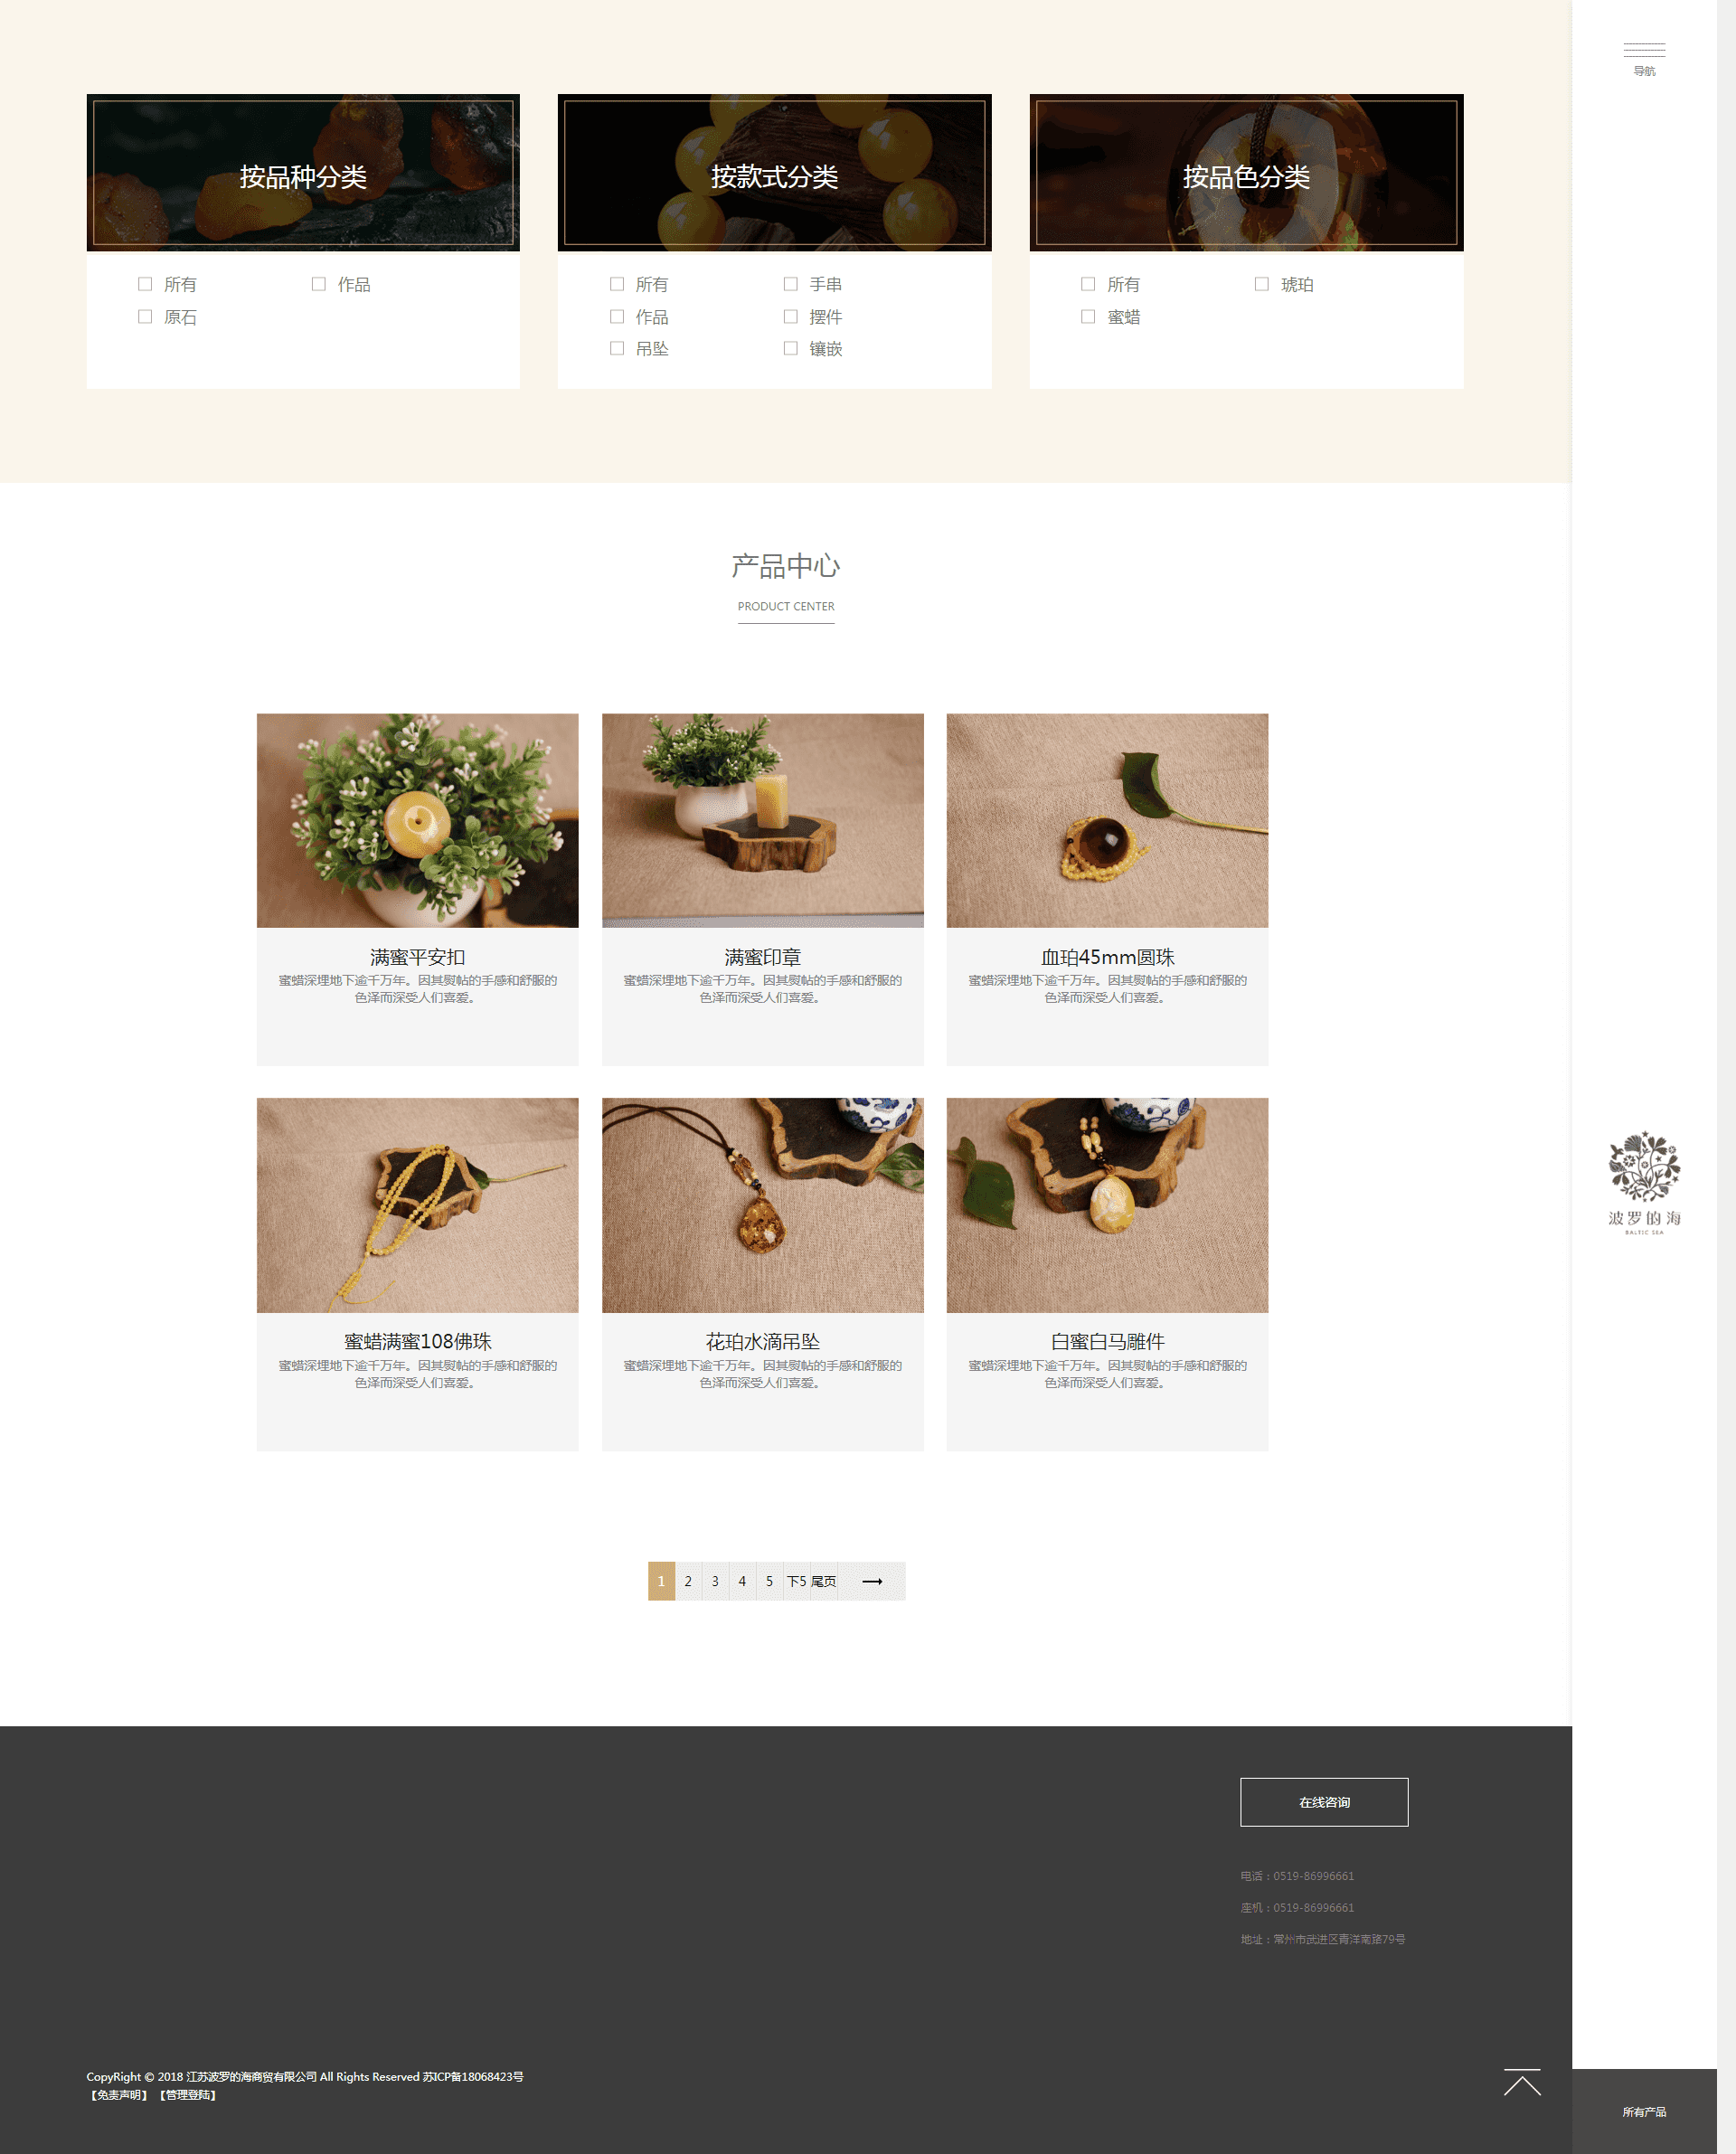 导航
按品种分类
按款式分类
按品色分类
所有
作品
原石
所有
手串
作品
摆件
吊坠
镶嵌
所有
琥珀
蜜蜡
产品中心
PRODUCT CENTER
满蜜平安扣
蜜蜡深埋地下逾千万年。因其熨帖的手感和舒服的
色泽而深受人们喜爱。
满蜜印章
蜜蜡深埋地下逾千万年。因其熨帖的手感和舒服的
色泽而深受人们喜爱。
血珀45mm圆珠
蜜蜡深埋地下逾千万年。因其熨帖的手感和舒服的
色泽而深受人们喜爱。
波罗的海
BALTIC SEA
蜜蜡满蜜108佛珠
蜜蜡深埋地下逾千万年。因其熨帖的手感和舒服的
色泽而深受人们喜爱。
花珀水滴吊坠
蜜蜡深埋地下逾千万年。因其熨帖的手感和舒服的
色泽而深受人们喜爱。
白蜜白马雕件
蜜蜡深埋地下逾千万年。因其熨帖的手感和舒服的
色泽而深受人们喜爱。
1 2 3 4 5 下5 尾页
在线咨询
电话：0519-86996661
座机：0519-86996661
地址：常州市武进区青洋南路79号
CopyRight © 2018 江苏波罗的海商贸有限公司 All Rights Reserved 苏ICP备18068423号
【免责声明】 【管理登陆】
所有产品